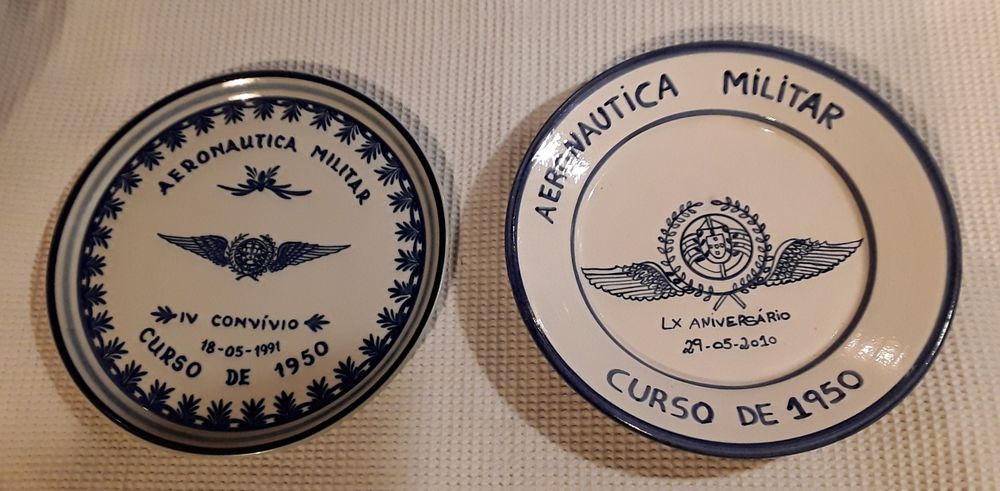 AERONAUTICA MILITAR
IV CONVÍVIO
18-05-1991
CURSO DE 1950
AERONAUTICA MILITAR
LX ANIVERSÁRIO
29-05-2010
CURSO DE 1950